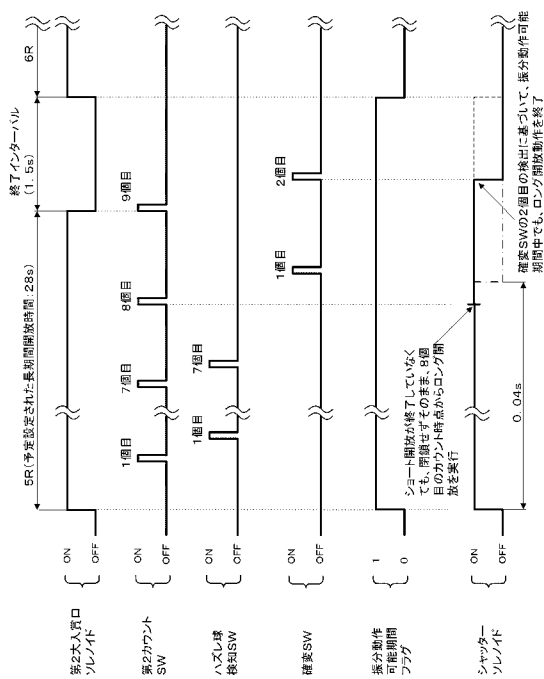 5R(予定設定された長期間開放時間:28s)
終了インターバル
(1.5s)
6R
第2大入賞口
ソレノイド
ON
OFF
第2カウント
SW
ON
OFF
1個目
7個目
8個目
9個目
ハズレ球
検知SW
ON
OFF
1個目
7個目
確変SW
ON
OFF
1個目
2個目
振分動作
可能期間
フラグ
1
0
シャッター
ソレノイド
ON
OFF
ショート開放が終了していなく
ても、閉鎖せずそのまま、8個
目のカウント時点からロング開
放を実行
0.04s
確変SWの2個目の検出に基づいて、振分動作可能
期間中でも、ロング開放動作を終了